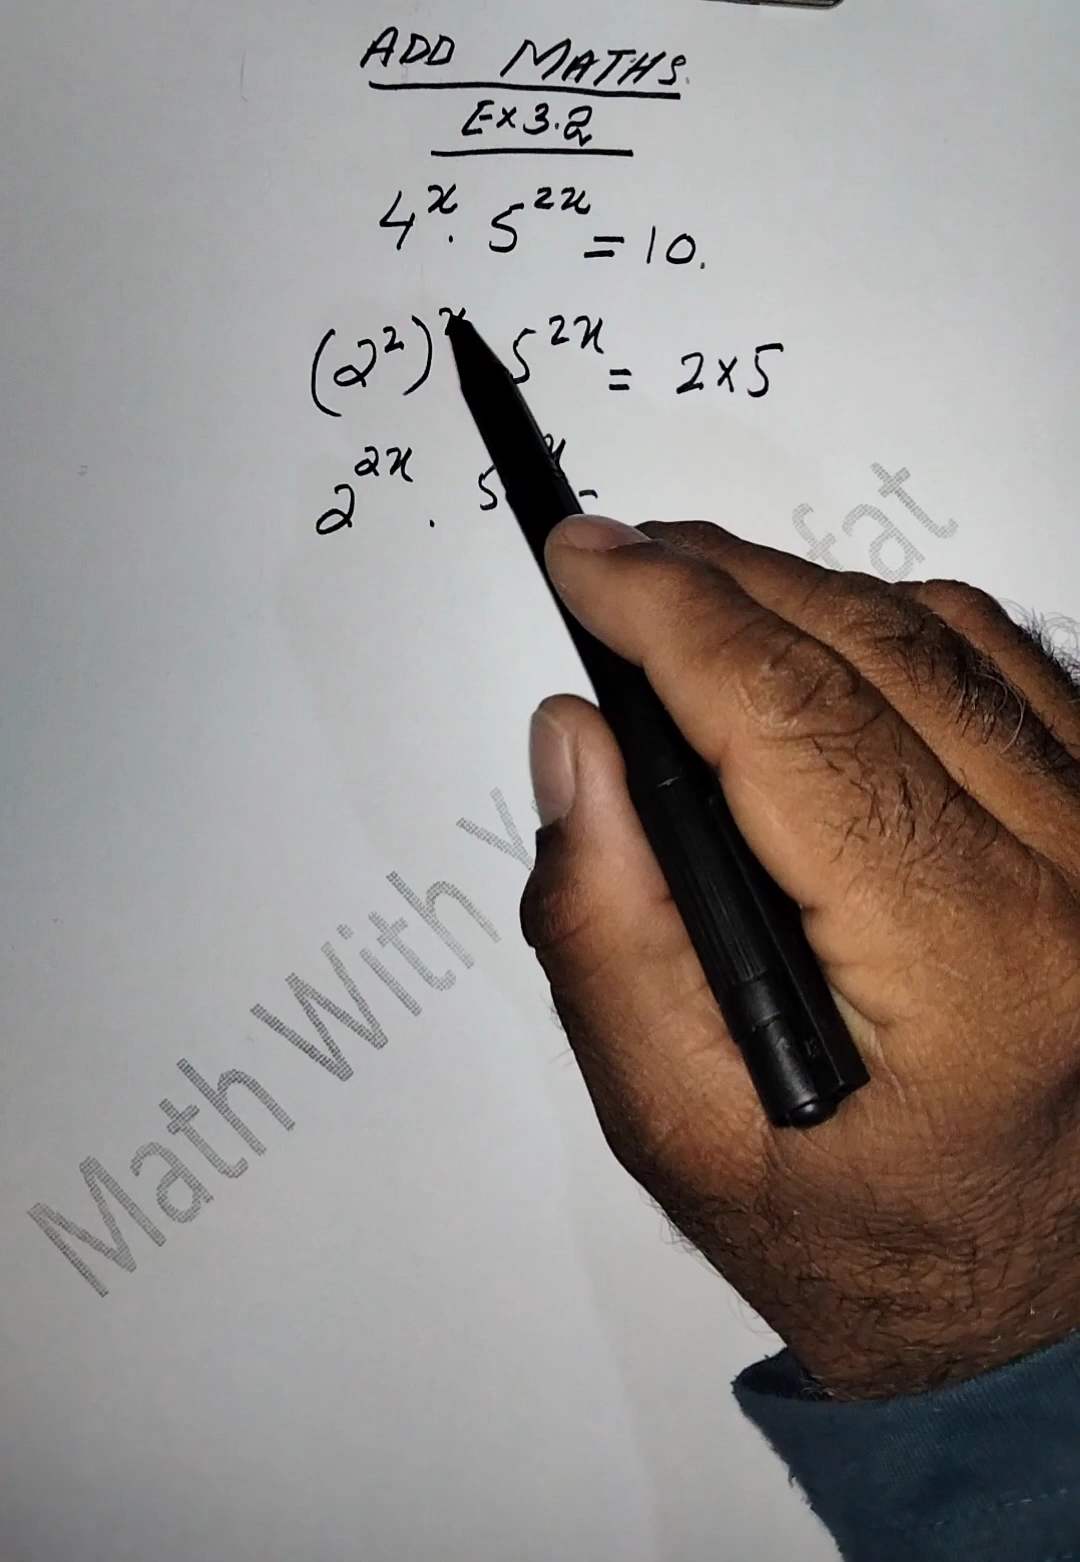 ADD MATHS.
Ex 3.2
4^x . 5^{2x} = 10.
(2^2)^x 5^{2x} = 2 × 5
2^{2x} . 5
Math With